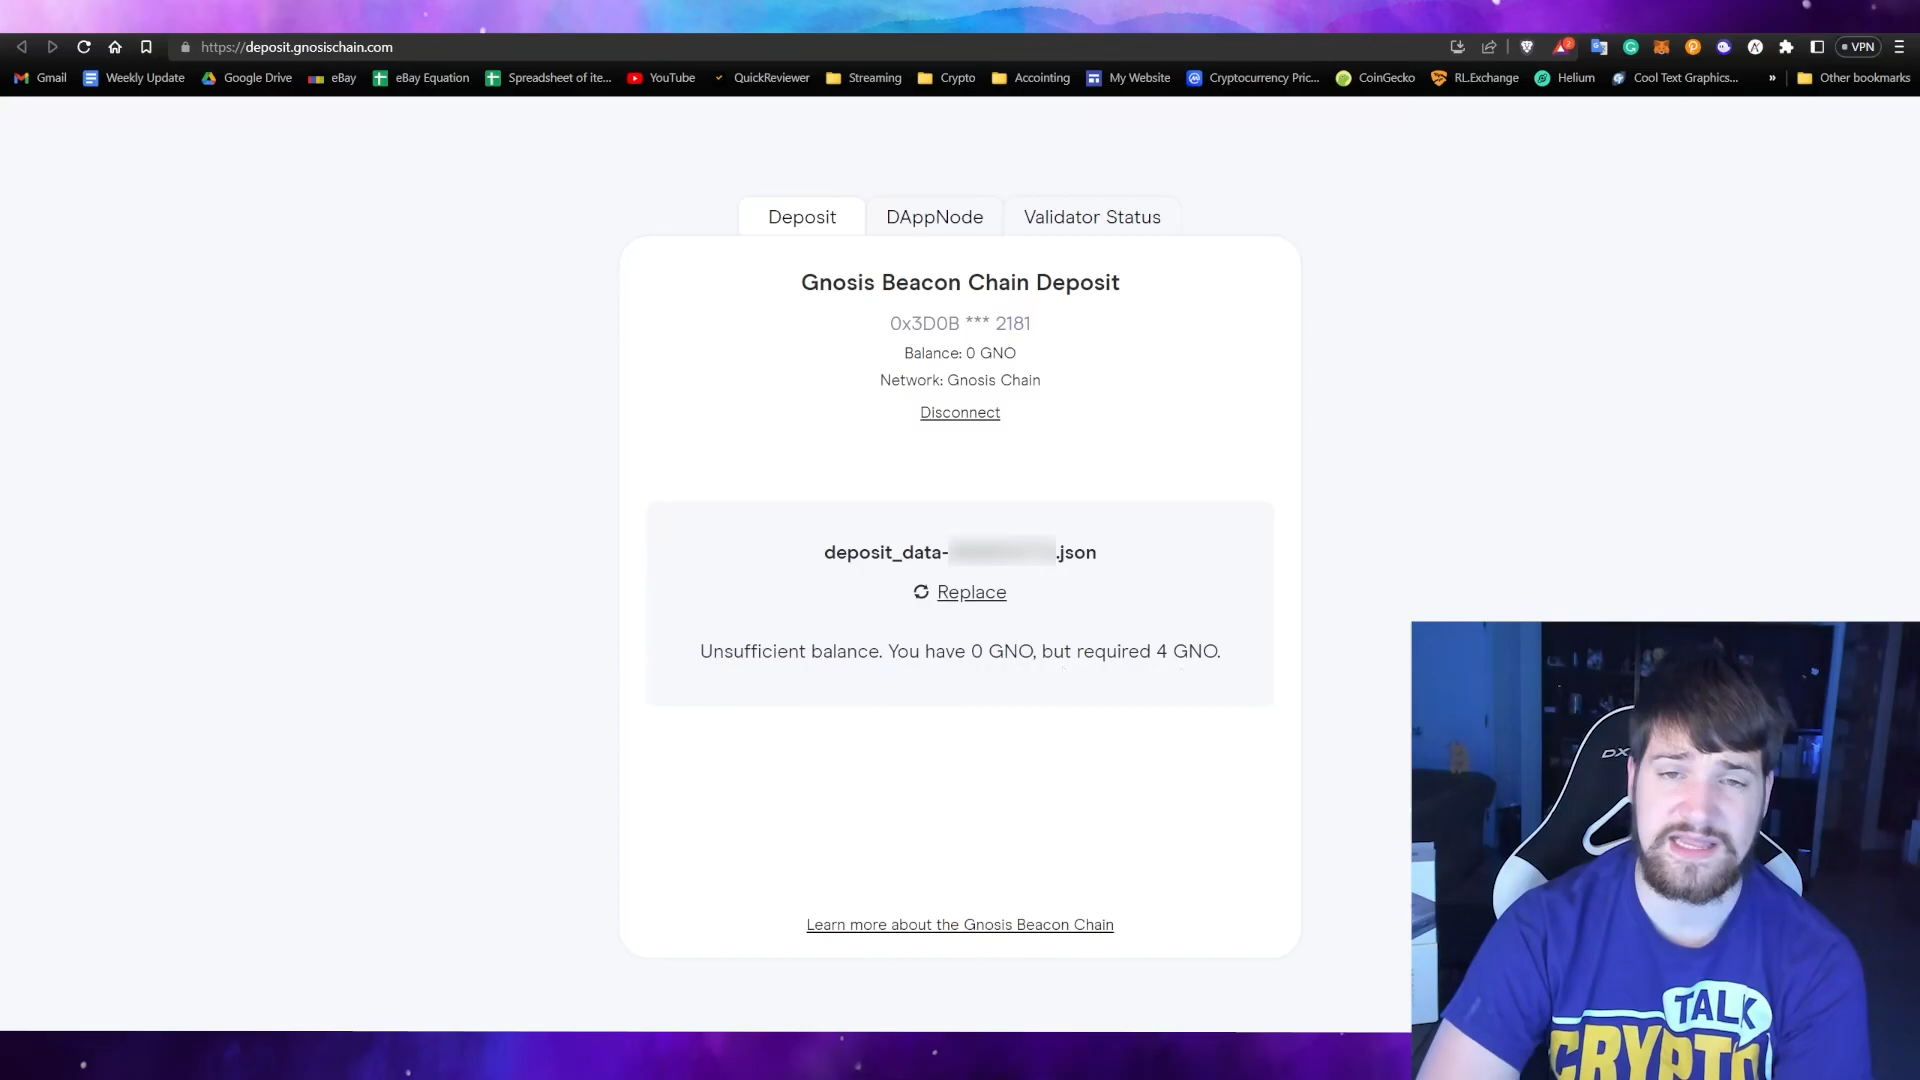 https://deposit.gnosischain.com
VPN
Gmail
Weekly Update
Google Drive
eBay
eBay Equation
Spreadsheet of ite...
YouTube
QuickReviewer
Streaming
Crypto
Accointing
My Website
Cryptocurrency Pric...
CoinGecko
RL.Exchange
Helium
Cool Text Graphics...
»
Other bookmarks
Deposit
DAppNode
Validator Status
Gnosis Beacon Chain Deposit
0x3D0B *** 2181
Balance: 0 GNO
Network: Gnosis Chain
Disconnect
deposit_data-
.json
Replace
Unsufficient balance. You have 0 GNO, but required 4 GNO.
Learn more about the Gnosis Beacon Chain
DX
TALK
CRYPTO